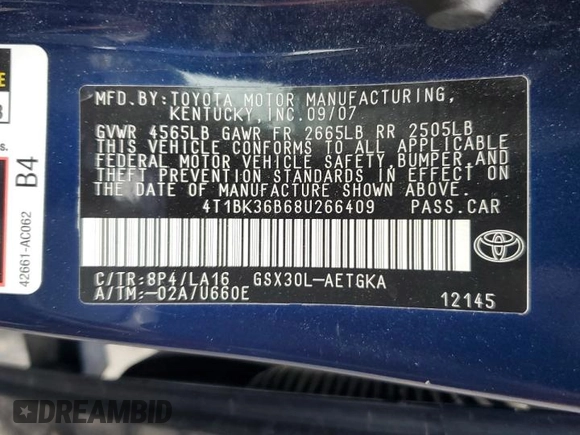 MFD.BY:TOYOTA MOTOR MANUFACTURING,
KENTUCKY,INC.09/07
GVWR 4565LB GAWR FR 2665LB RR 2505LB
THIS VEHICLE CONFORMS TO ALL APPLICABLE
FEDERAL MOTOR VEHICLE SAFETY,BUMPER,AND
THEFT PREVENTION STANDARDS IN EFFECT ON
THE DATE OF MANUFACTURE SHOWN ABOVE.
4T1BK36B68U266409 PASS.CAR
C/TR:8P4/LA16 GSX30L-AETGKA
A/TM:-02A/U660E
12145
TOYOTA
B4
42661-AC062
DREAMBID